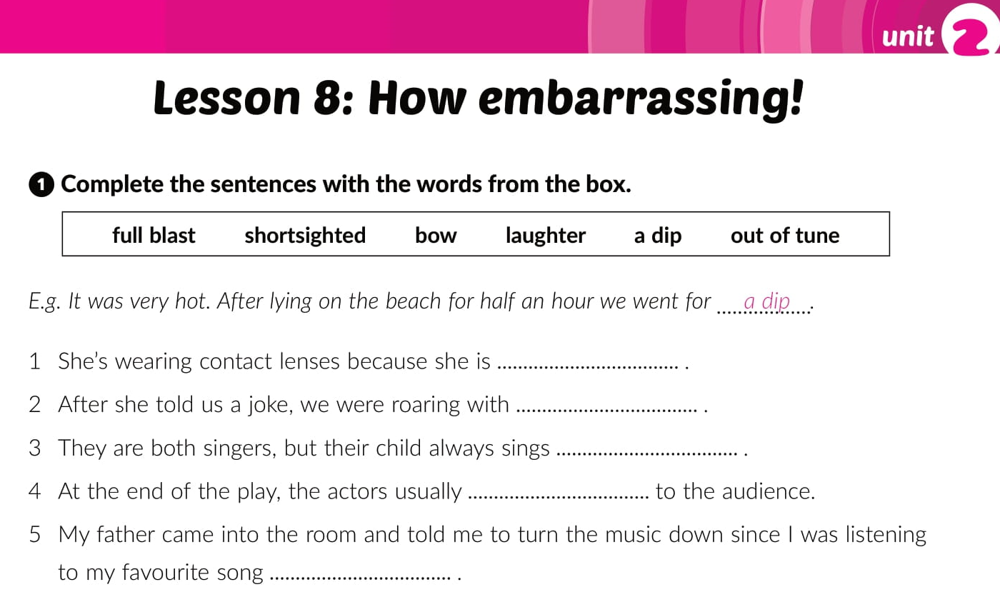 unit 2
Lesson 8: How embarrassing!
1 Complete the sentences with the words from the box.
full blast shortsighted bow laughter a dip out of tune
E.g. It was very hot. After lying on the beach for half an hour we went for ....a dip....
1 She’s wearing contact lenses because she is ................................... .
2 After she told us a joke, we were roaring with ................................... .
3 They are both singers, but their child always sings ................................... .
4 At the end of the play, the actors usually ................................... to the audience.
5 My father came into the room and told me to turn the music down since I was listening
to my favourite song ................................... .